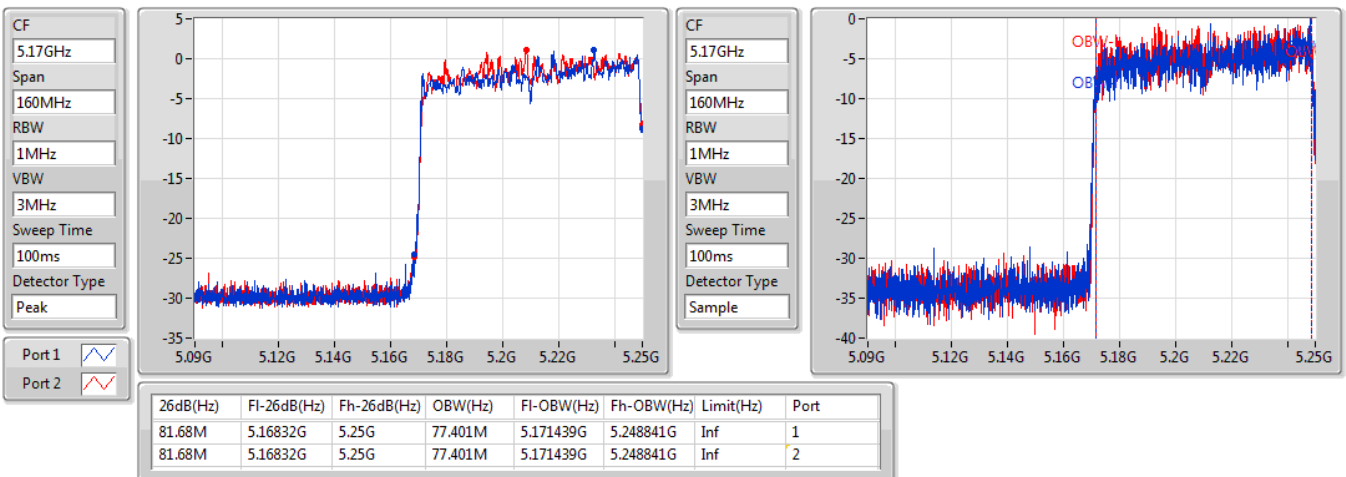 CF
5.17GHz
Span
160MHz
RBW
1MHz
VBW
3MHz
Sweep Time
100ms
Detector Type
Peak
Port 1
Port 2
5
0
-5
-10
-15
-20
-25
-30
-35
5.09G 5.12G 5.14G 5.16G 5.18G 5.2G 5.22G 5.25G
CF
5.17GHz
Span
160MHz
RBW
1MHz
VBW
3MHz
Sweep Time
100ms
Detector Type
Sample
0
-5
-10
-15
-20
-25
-30
-35
-40
5.09G 5.12G 5.14G 5.16G 5.18G 5.2G 5.22G 5.25G
26dB(Hz) Fl-26dB(Hz) Fh-26dB(Hz) OBW(Hz) Fl-OBW(Hz) Fh-OBW(Hz) Limit(Hz) Port
81.68M 5.16832G 5.25G 77.401M 5.171439G 5.248841G Inf 1
81.68M 5.16832G 5.25G 77.401M 5.171439G 5.248841G Inf 2